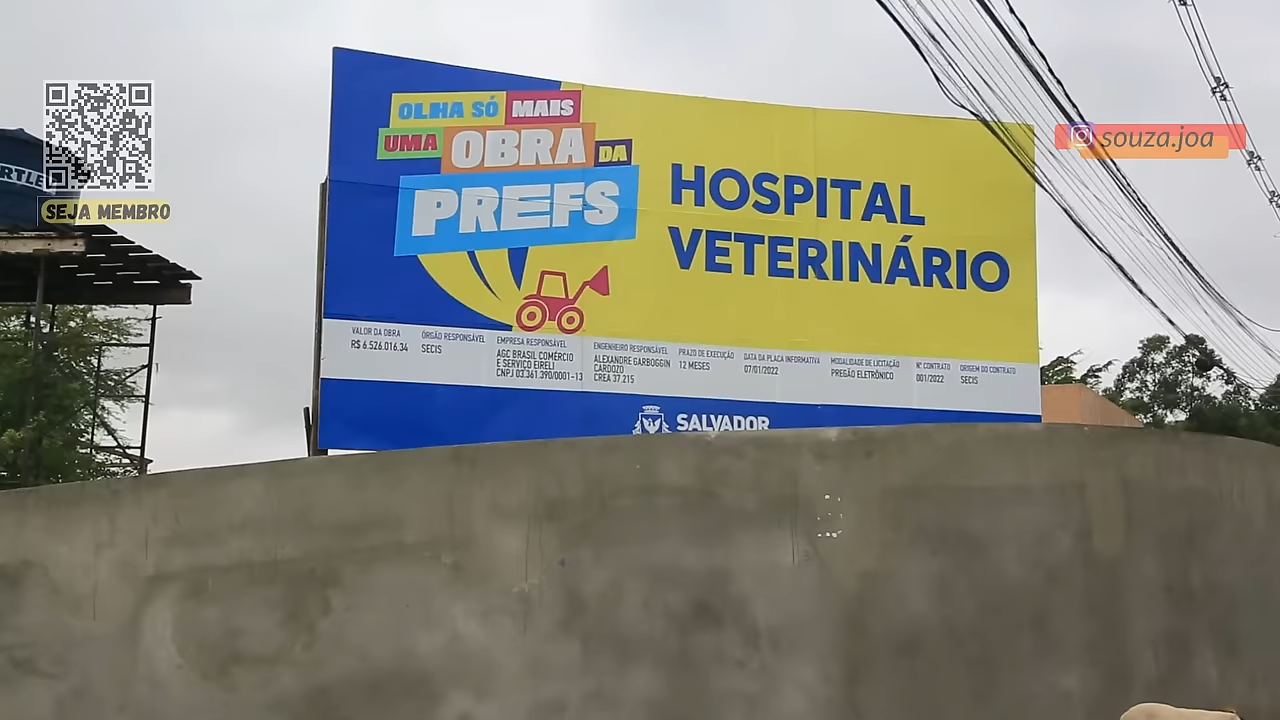 OLHA SÓ MAIS
UMA OBRA DA
PREFS
HOSPITAL
VETERINÁRIO
VALOR DA OBRA
R$ 6.526.016,34
ÓRGÃO RESPONSÁVEL
SECIS
EMPRESA RESPONSÁVEL
AGC BRASIL COMÉRCIO
E SERVIÇO EIRELI
CNPJ 03.361.390/0001-13
ENGENHEIRO RESPONSÁVEL
ALEXANDRE GARBOGGIN
CARDOZO
CREA 37.215
PRAZO DE EXECUÇÃO
12 MESES
DATA DA PLACA INFORMATIVA
07/01/2022
MODALIDADE DE LICITAÇÃO
PREGÃO ELETRÔNICO
Nº CONTRATO
001/2022
ORIGEM DO CONTRATO
SECIS
SALVADOR
SEJA MEMBRO
souza.joa